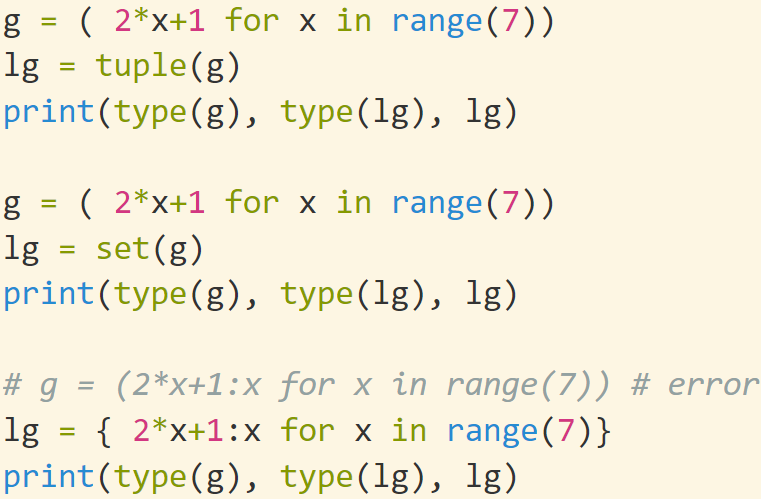 g = ( 2*x+1 for x in range(7))
lg = tuple(g)
print(type(g), type(lg), lg)
g = ( 2*x+1 for x in range(7))
lg = set(g)
print(type(g), type(lg), lg)
# g = (2*x+1:x for x in range(7)) # error
lg = { 2*x+1:x for x in range(7)}
print(type(g), type(lg), lg)